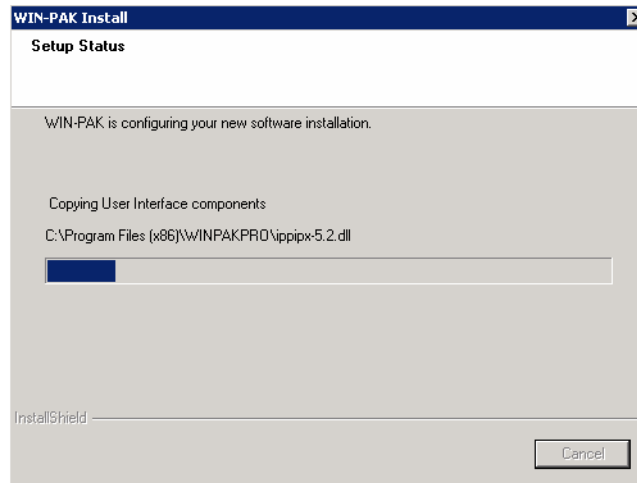 WIN-PAK Install
Setup Status
WIN-PAK is configuring your new software installation.
Copying User Interface components
C:\Program Files (x86)\WINPAKPRO\ippipx-5.2.dll
InstallShield
Cancel